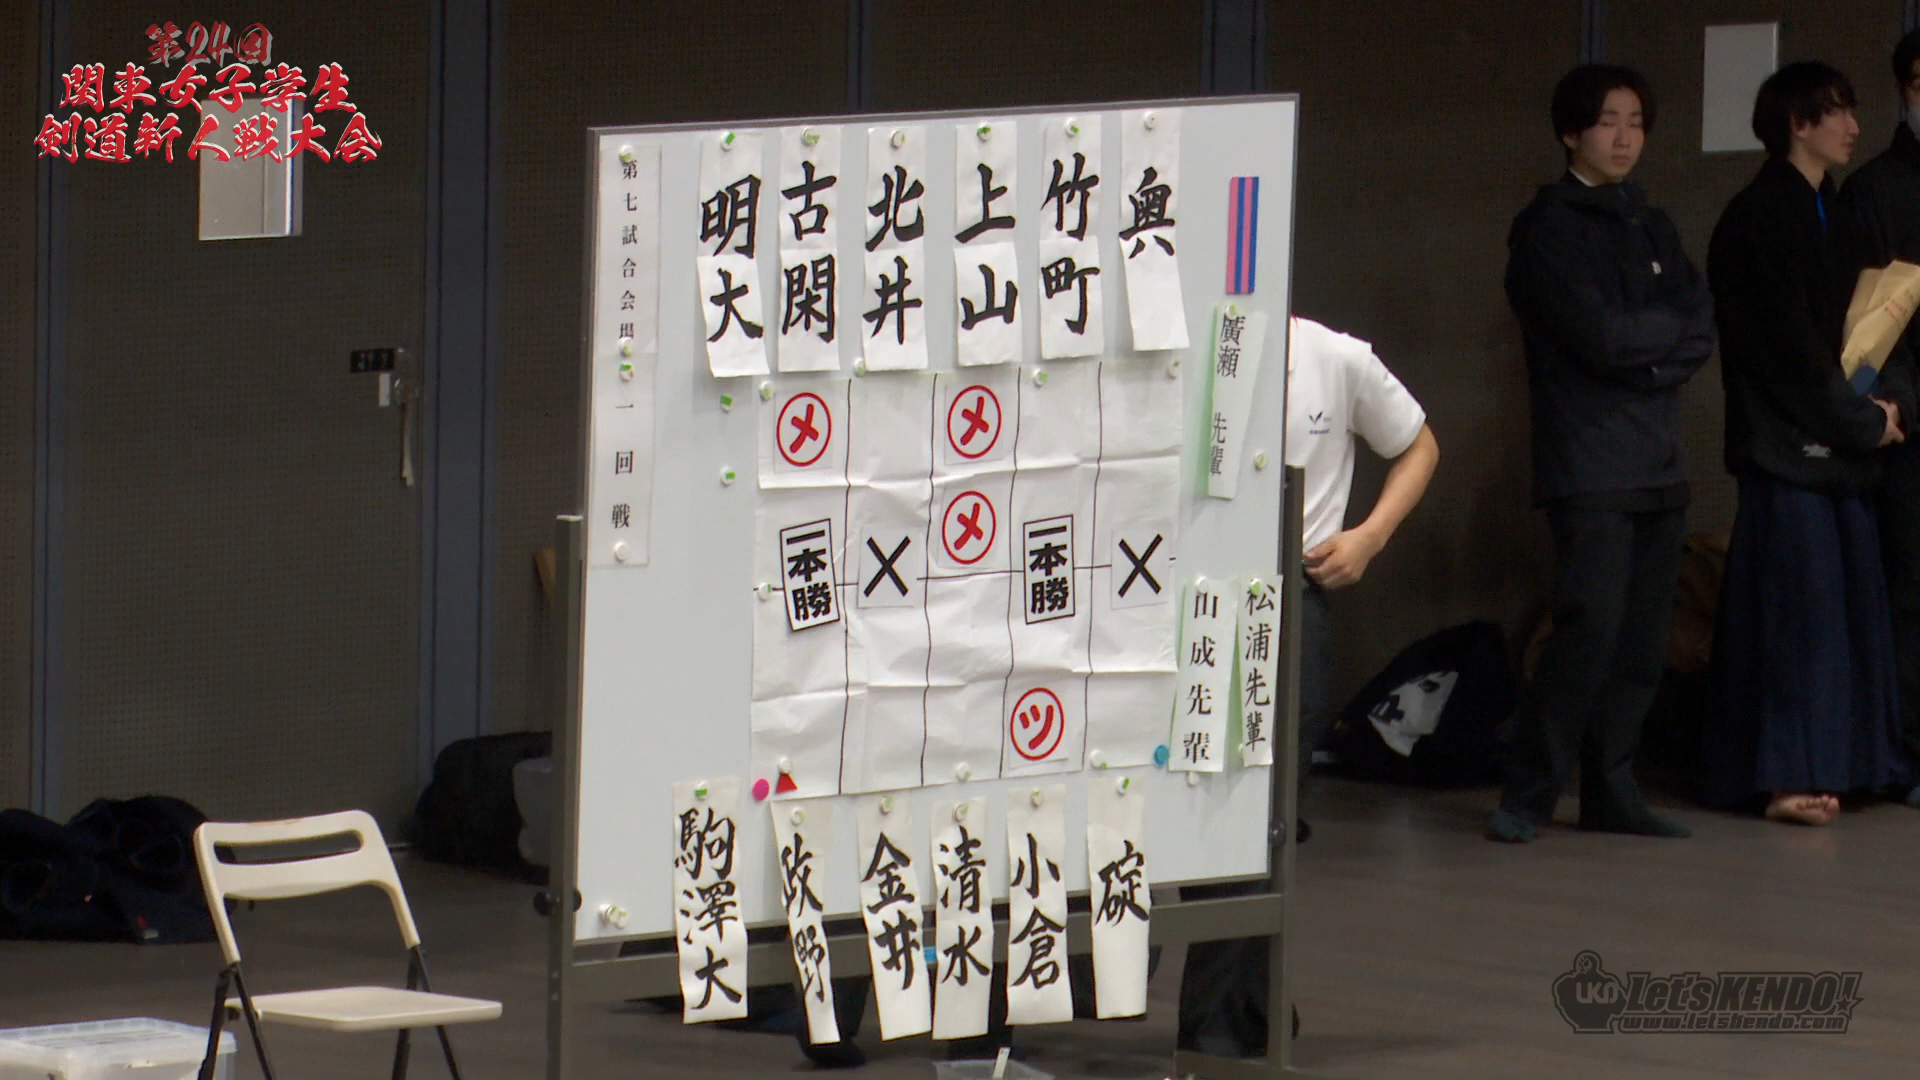 第24回
関東女子学生
剣道新人戦大会
第七試合会場
一回戦
明大
古閑
北井
上山
竹町
奥
廣瀬 先輩
メ
メ
メ
一本勝
×
一本勝
×
ツ
山成先輩
松浦先輩
駒澤大
政野
金井
清水
小倉
碇
LKn Let's KENDO!
www.letskendo.com